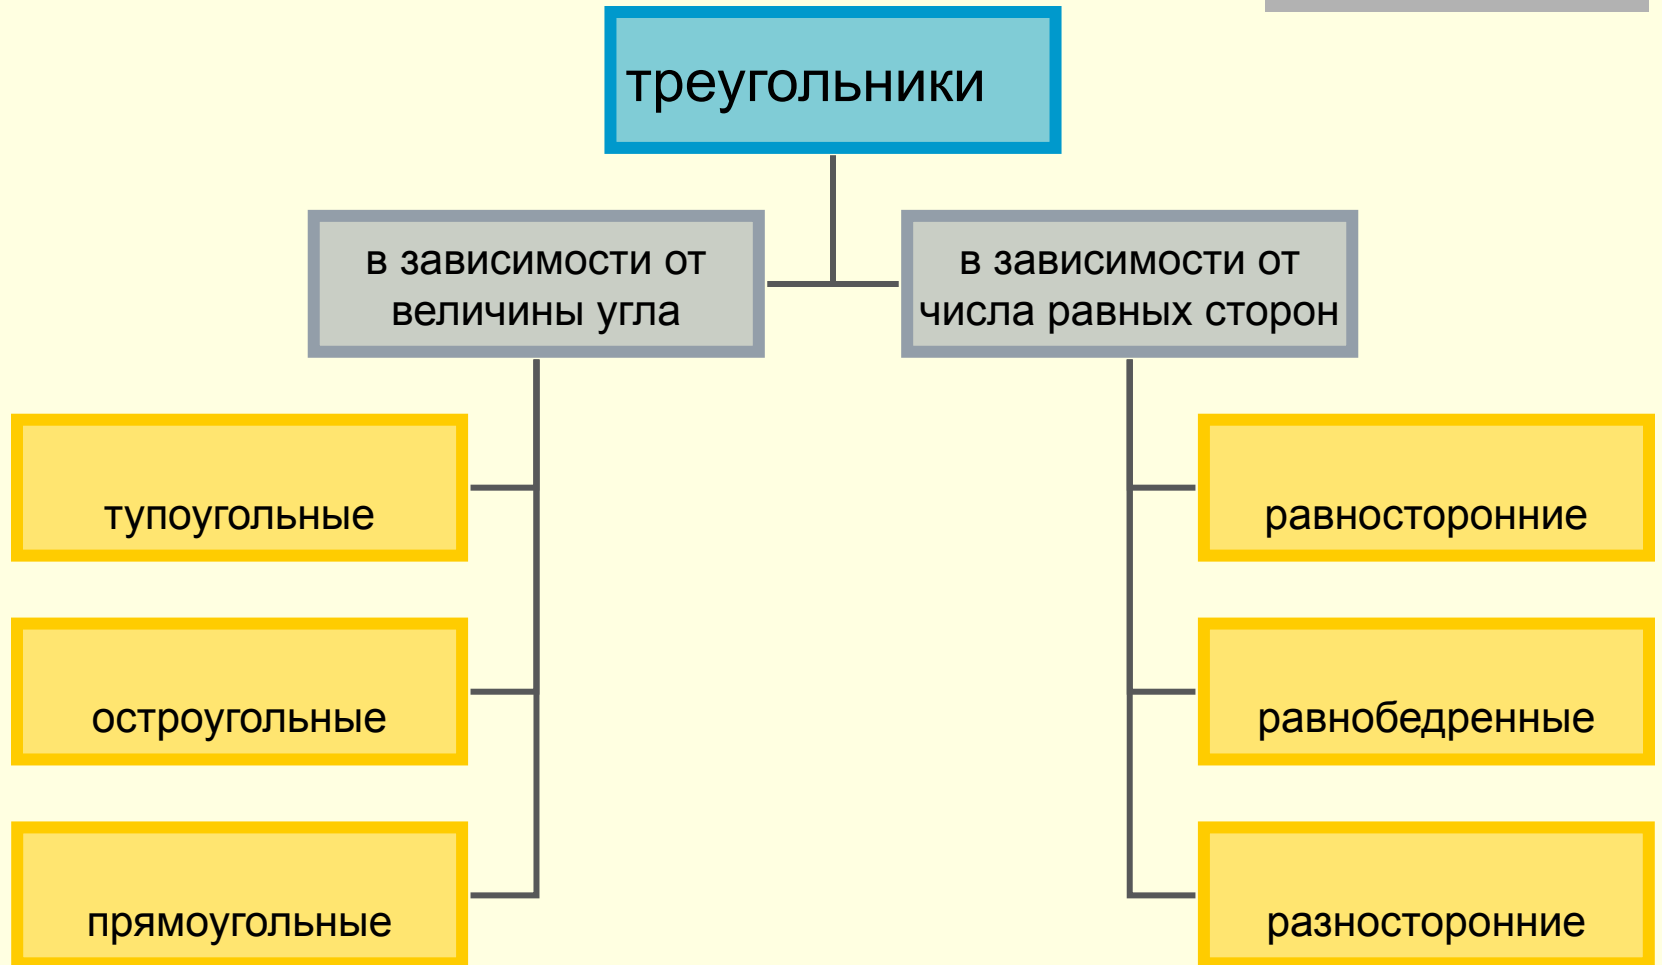 треугольники
в зависимости от
величины угла
в зависимости от
числа равных сторон
тупоугольные
остроугольные
прямоугольные
равносторонние
равнобедренные
разносторонние